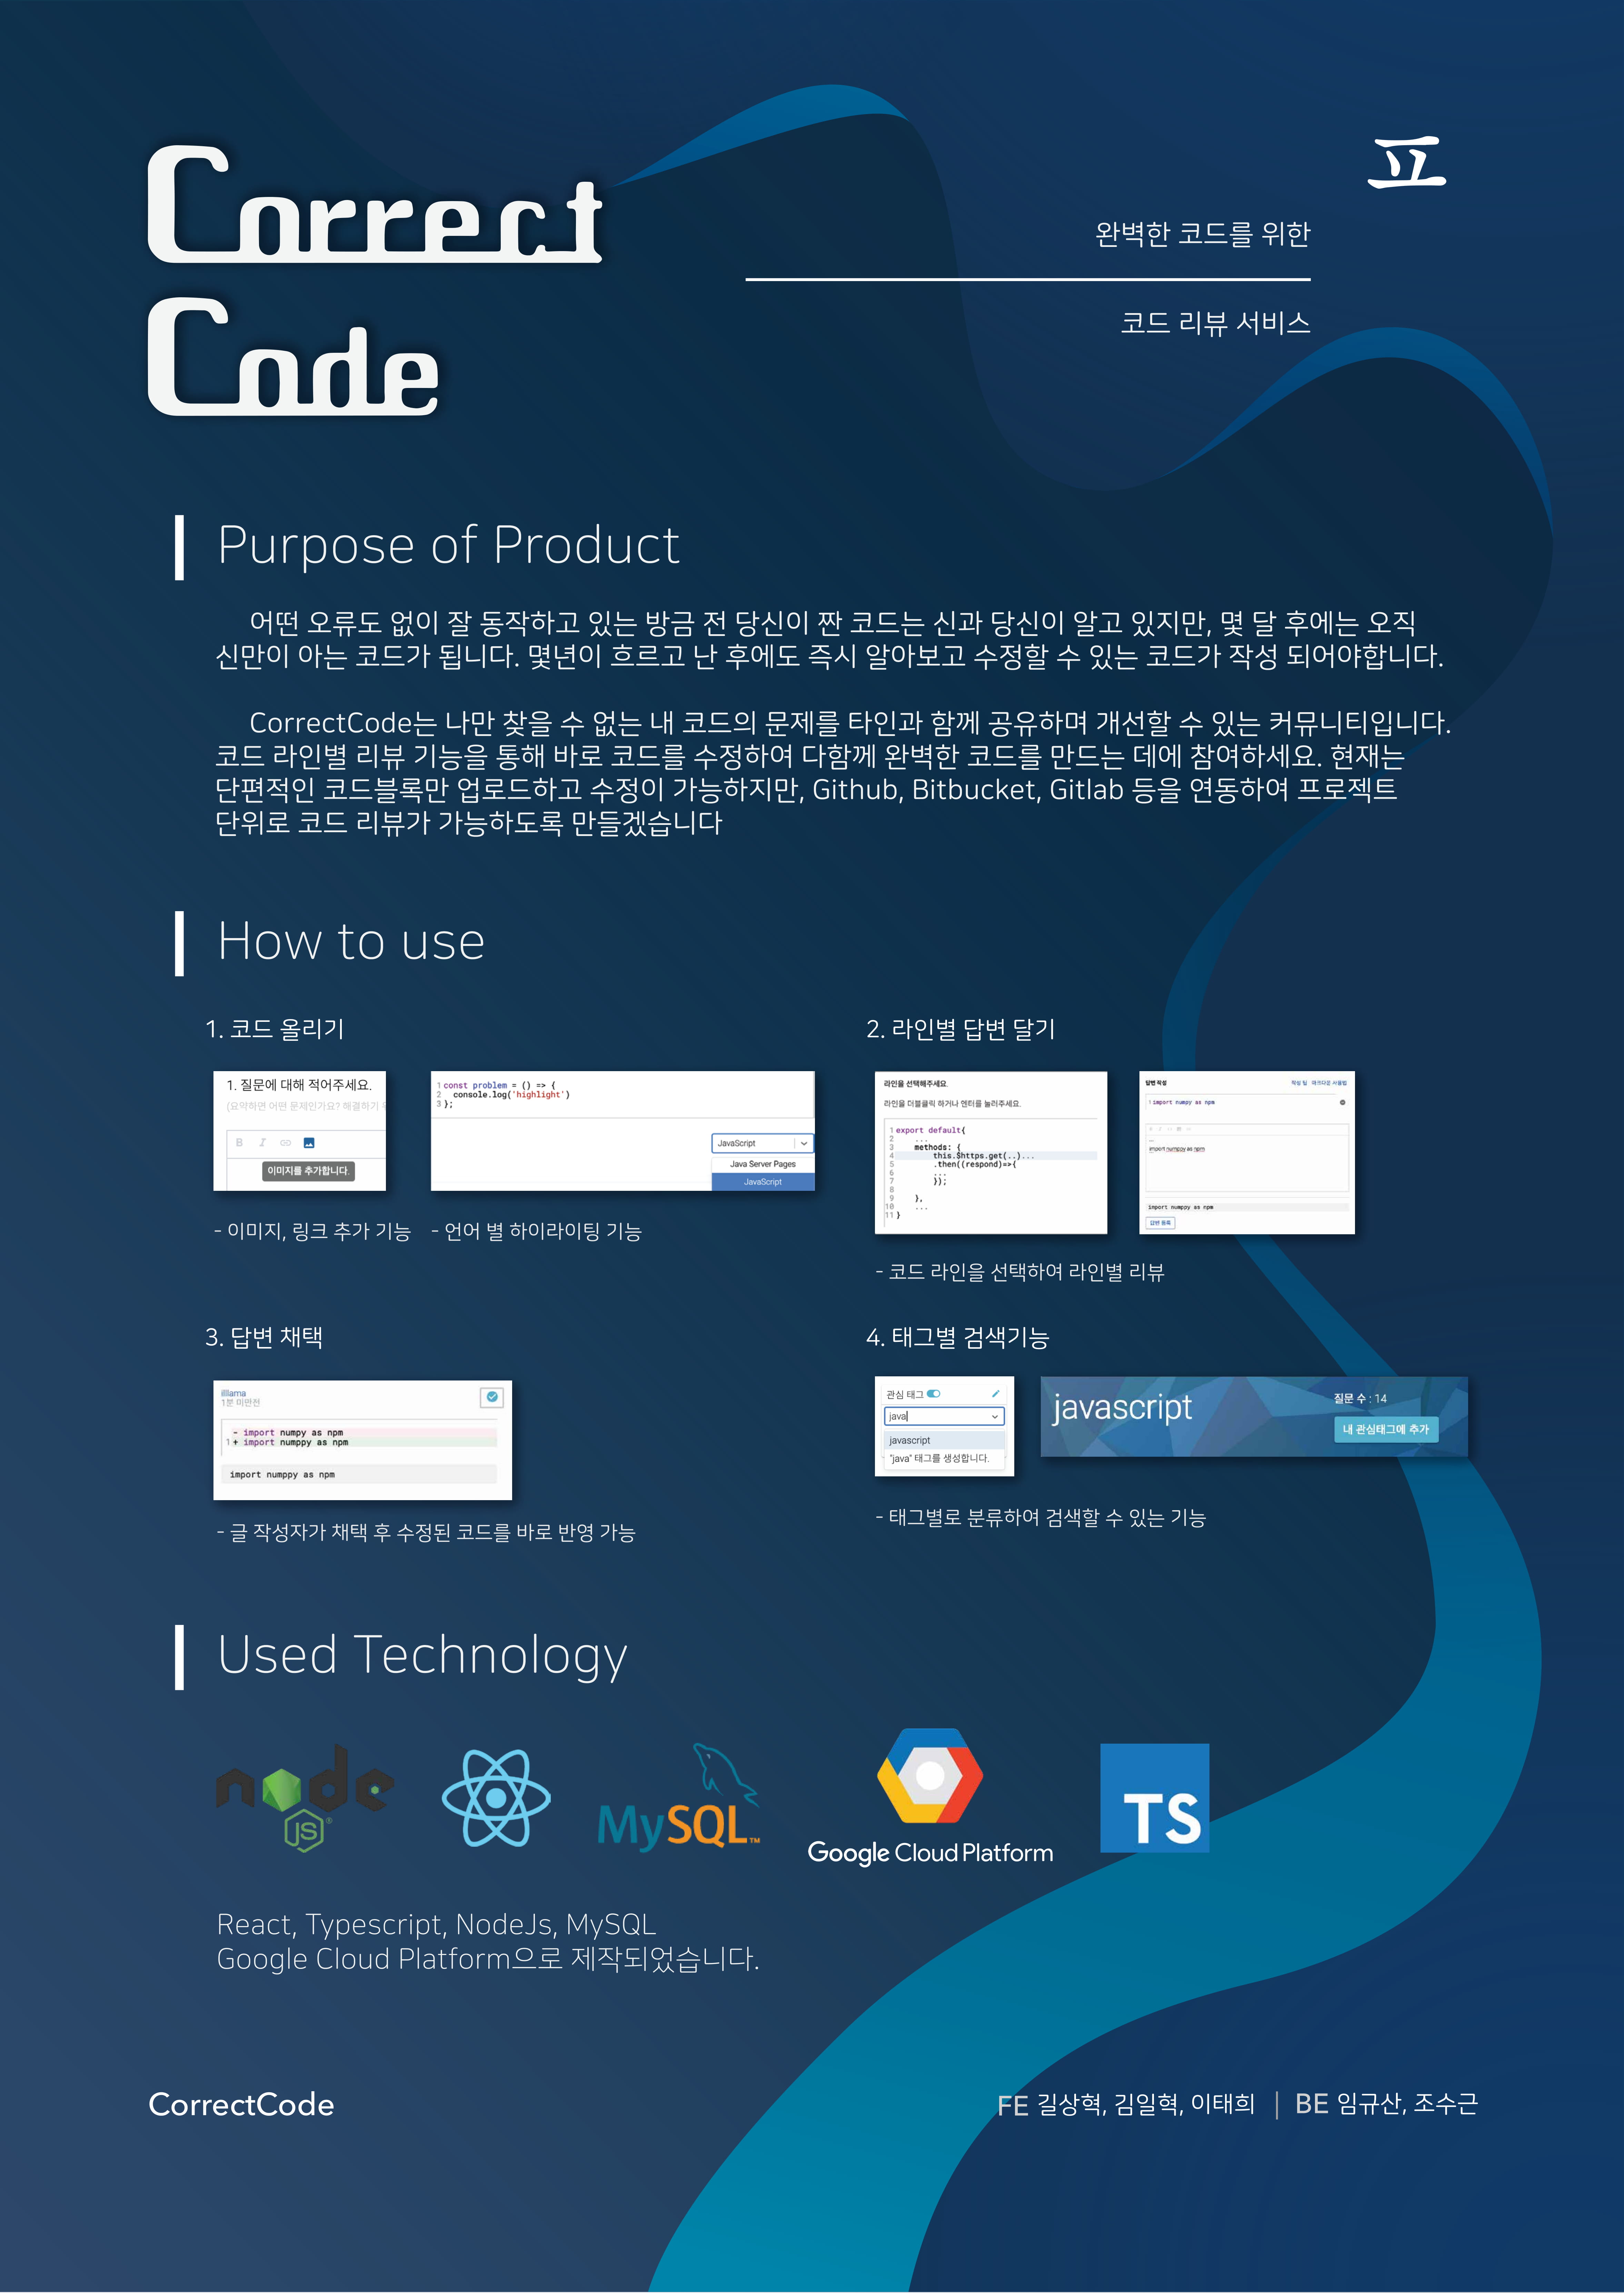 Correct
Code
프
완벽한 코드를 위한
코드 리뷰 서비스
Purpose of Product
어떤 오류도 없이 잘 동작하고 있는 방금 전 당신이 짠 코드는 신과 당신이 알고 있지만, 몇 달 후에는 오직
신만이 아는 코드가 됩니다. 몇년이 흐르고 난 후에도 즉시 알아보고 수정할 수 있는 코드가 작성 되어야합니다.
CorrectCode는 나만 찾을 수 없는 내 코드의 문제를 타인과 함께 공유하며 개선할 수 있는 커뮤니티입니다.
코드 라인별 리뷰 기능을 통해 바로 코드를 수정하여 다함께 완벽한 코드를 만드는 데에 참여하세요. 현재는
단편적인 코드블록만 업로드하고 수정이 가능하지만, Github, Bitbucket, Gitlab 등을 연동하여 프로젝트
단위로 코드 리뷰가 가능하도록 만들겠습니다
How to use
1. 코드 올리기
1. 질문에 대해 적어주세요.
(요약하면 어떤 문제인가요? 해결하기
B I
이미지를 추가합니다.
1 const problem = () => {
2 console.log('highlight')
3 };
JavaScript
Java Server Pages
JavaScript
- 이미지, 링크 추가 기능
- 언어 별 하이라이팅 기능
2. 라인별 답변 달기
라인을 선택해주세요.
라인을 더블클릭 하거나 엔터를 눌러주세요.
1 export default{
2 ...
3 methods: {
4 this.$https.get(..)...
5 .then((respond)=>{
6 ...
7 });
8
9 },
10 ...
11 }
답변 작성
작성 팁 마크다운 사용법
1 import numpy as npm
import numppy as npm
import numppy as npm
답변 등록
- 코드 라인을 선택하여 라인별 리뷰
3. 답변 채택
illlama
1분 미만전
- import numpy as npm
1 + import numppy as npm
import numppy as npm
- 글 작성자가 채택 후 수정된 코드를 바로 반영 가능
4. 태그별 검색기능
관심 태그
java
javascript
"java" 태그를 생성합니다.
javascript
질문 수 : 14
내 관심태그에 추가
- 태그별로 분류하여 검색할 수 있는 기능
Used Technology
node
JS®
MySQL™
Google Cloud Platform
TS
React, Typescript, NodeJs, MySQL
Google Cloud Platform으로 제작되었습니다.
CorrectCode
FE 길상혁, 김일혁, 이태희 | BE 임규산, 조수근